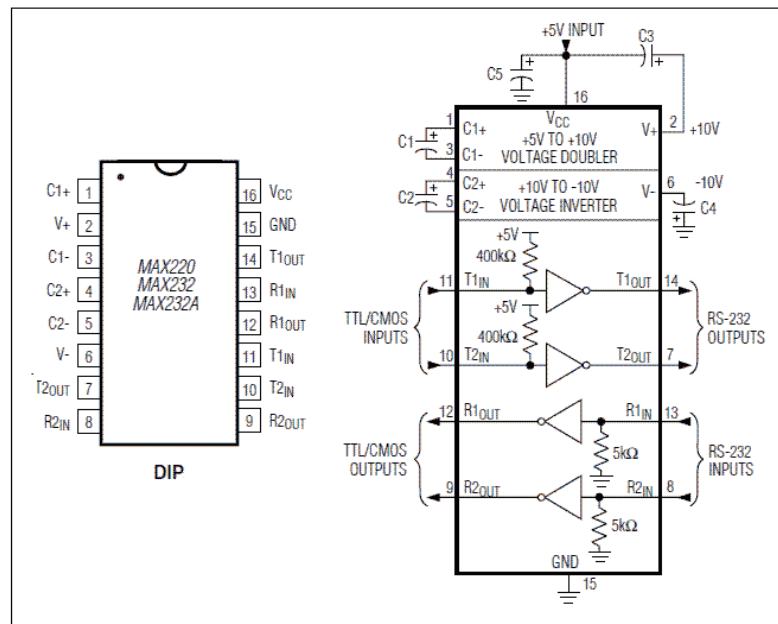 C1+ 1
V+ 2
C1- 3
C2+ 4
C2- 5
V- 6
T2OUT 7
R2IN 8
MAX220
MAX232
MAX232A
16 VCC
15 GND
14 T1OUT
13 R1IN
12 R1OUT
11 T1IN
10 T2IN
9 R2OUT
DIP
+5V INPUT
C3
+
C5
+
16
VCC
1
C1+
C1
+
3
C1-
+5V TO +10V
VOLTAGE DOUBLER
V+
2
+10V
4
C2+
C2
+
5
C2-
+10V TO -10V
VOLTAGE INVERTER
V-
6
-10V
C4
+
+5V
400kΩ
11 T1IN
T1OUT 14
+5V
400kΩ
10 T2IN
T2OUT 7
TTL/CMOS
INPUTS
RS-232
OUTPUTS
12 R1OUT
R1IN 13
5kΩ
9 R2OUT
R2IN 8
5kΩ
TTL/CMOS
OUTPUTS
RS-232
INPUTS
GND
15